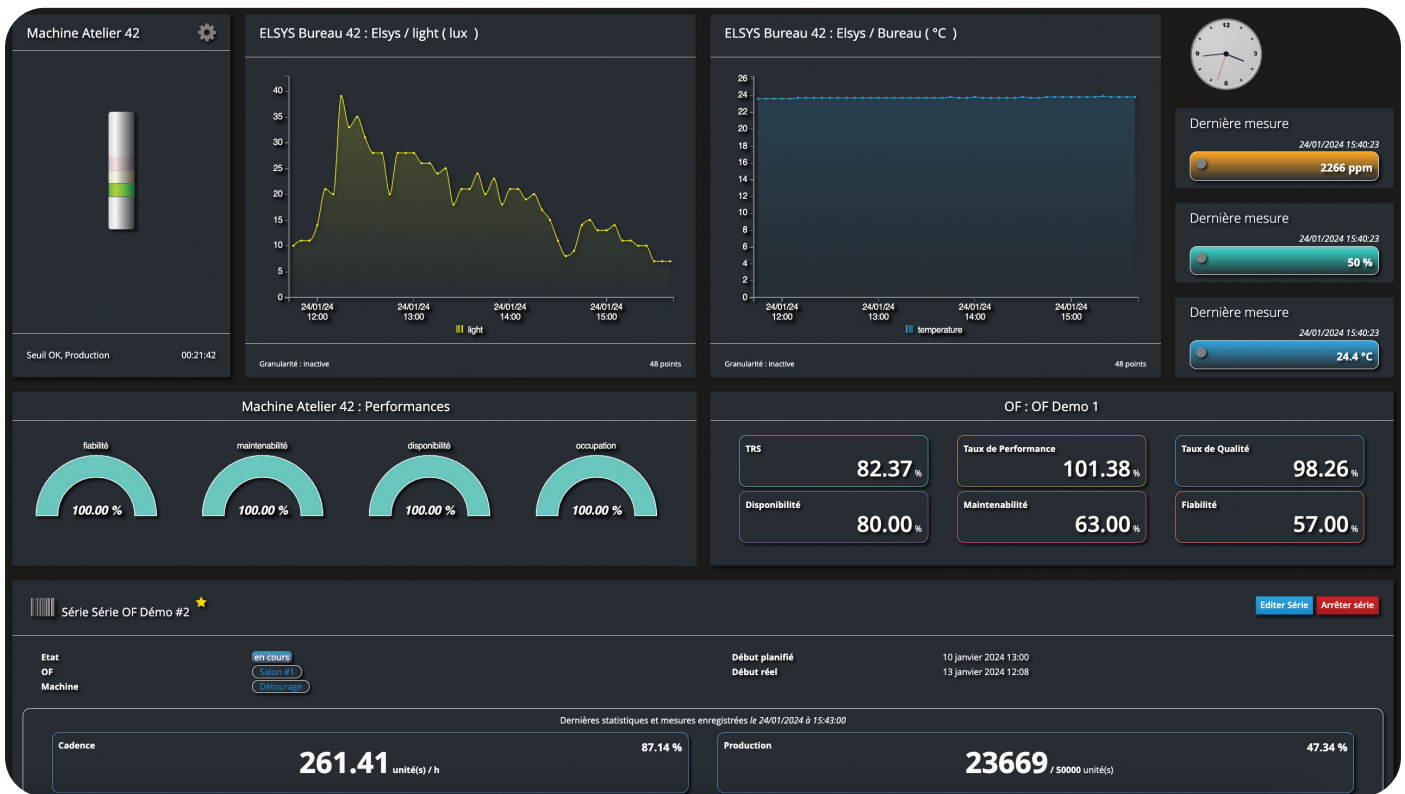 Machine Atelier 42
Seuil OK, Production 00:21:42
ELSYS Bureau 42 : Elsys / light ( lux )
40
35
30
25
20
15
10
5
0
24/01/24 24/01/24 24/01/24 24/01/24
12:00 13:00 14:00 15:00
light
Granularité : inactive 48 points
ELSYS Bureau 42 : Elsys / Bureau ( °C )
26
24
22
20
18
16
14
12
10
8
6
4
2
0
24/01/24 24/01/24 24/01/24 24/01/24
12:00 13:00 14:00 15:00
temperature
Granularité : inactive 48 points
12
3
6
9
Dernière mesure
24/01/2024 15:40:23
2266 ppm
Dernière mesure
24/01/2024 15:40:23
50 %
Dernière mesure
24/01/2024 15:40:23
24.4 °C
Machine Atelier 42 : Performances
fiabilité maintenabilité disponibilité occupation
100.00 % 100.00 % 100.00 % 100.00 %
OF : OF Demo 1
TRS
82.37 %
Taux de Performance
101.38 %
Taux de Qualité
98.26 %
Disponibilité
80.00 %
Maintenabilité
63.00 %
Fiabilité
57.00 %
Série Série OF Démo #2
Editer Série Arrêter série
Etat en cours
OF Salon #1
Machine Détourage
Début planifié 10 janvier 2024 13:00
Début réel 13 janvier 2024 12:08
Dernières statistiques et mesures enregistrées le 24/01/2024 à 15:43:00
Cadence 87.14 %
261.41 unité(s) / h
Production 47.34 %
23669 / 50000 unité(s)